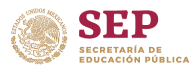 SEP
SECRETARÍA DE
EDUCACIÓN PÚBLICA